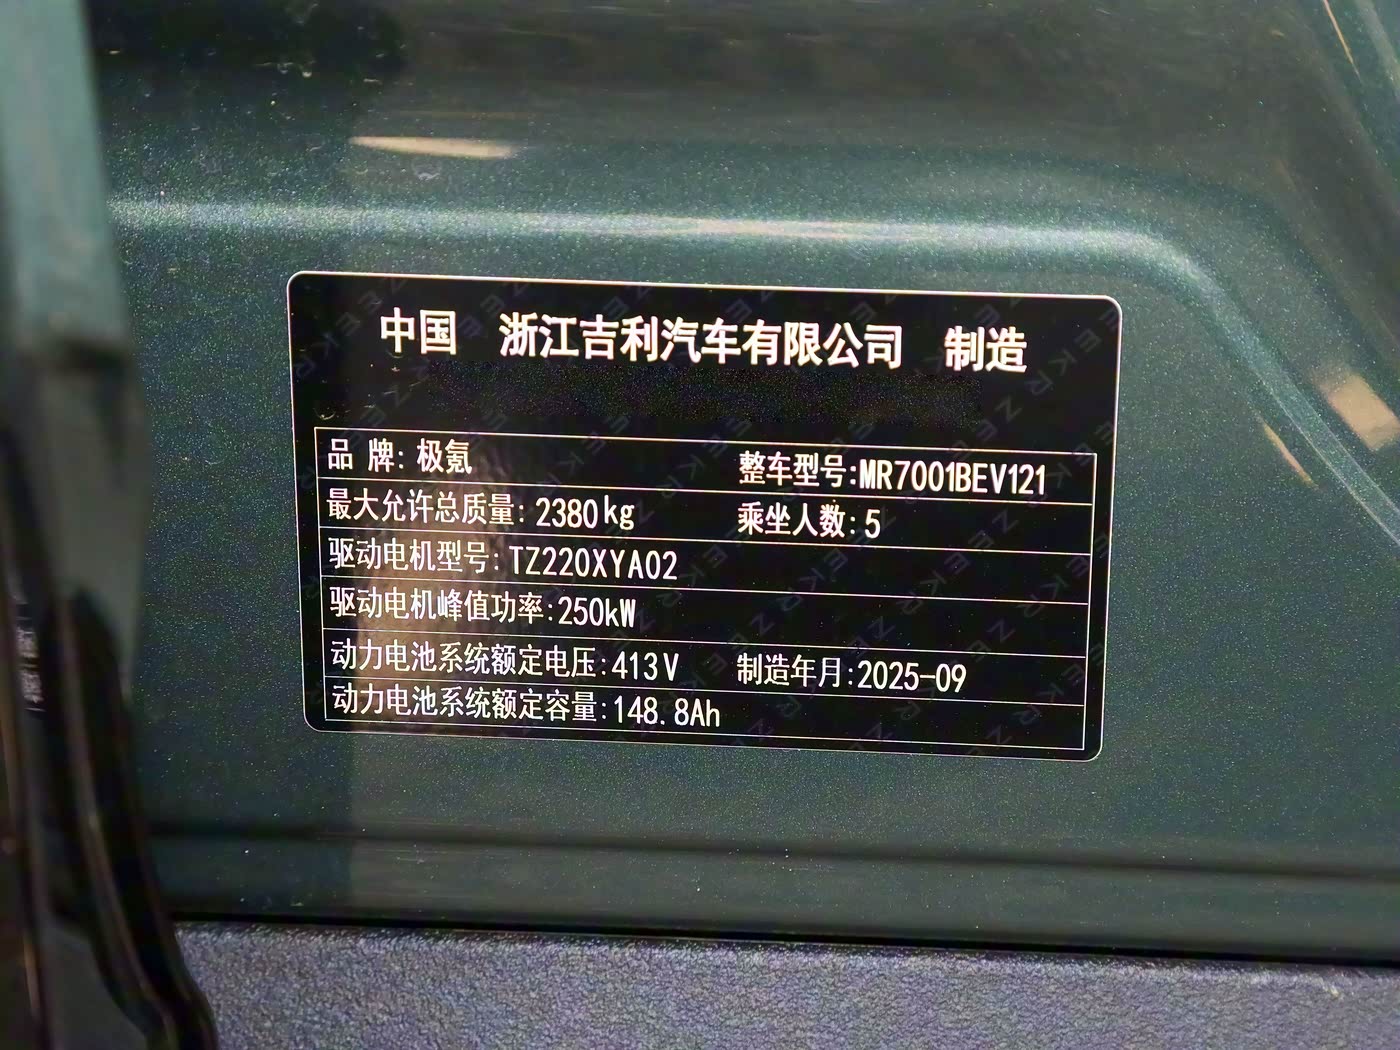 中国 浙江吉利汽车有限公司 制造
品 牌: 极氪 整车型号:MR7001BEV121
最大允许总质量: 2380kg 乘坐人数: 5
驱动电机型号: TZ220XYA02
驱动电机峰值功率:250kW
动力电池系统额定电压:413V 制造年月:2025-09
动力电池系统额定容量:148.8Ah